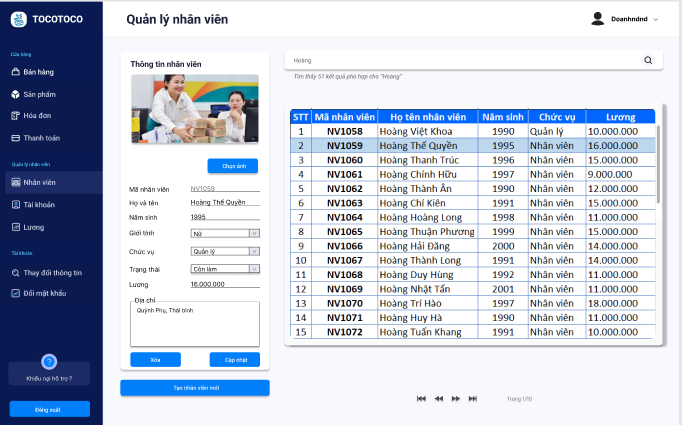 TOCOTOCO
Quản lý nhân viên
Doanhndnd
Cửa hàng
Bán hàng
Sản phẩm
Hóa đơn
Thanh toán
Quản lý nhân viên
Nhân viên
Tài khoản
Lương
Tài khoản
Thay đổi thông tin
Đổi mật khẩu
?
Khiếu nại hỗ trợ ?
Đăng xuất
Thông tin nhân viên
Chọn ảnh
Mã nhân viên NV1059
Họ và tên Hoàng Thế Quyền
Năm sinh 1995
Giới tính Nữ
Chức vụ Quản lý
Trạng thái Còn làm
Lương 16.000.000
Địa chỉ
Quỳnh Phụ, Thái bình
Xóa Cập nhật
Tạo nhân viên mới
Hoàng
Tìm thấy 51 kết quả phù hợp cho "Hoàng"
STT Mã nhân viên Họ tên nhân viên Năm sinh Chức vụ Lương
1 NV1058 Hoàng Việt Khoa 1990 Quản lý 10.000.000
2 NV1059 Hoàng Thế Quyền 1995 Nhân viên 16.000.000
3 NV1060 Hoàng Thanh Trúc 1996 Nhân viên 15.000.000
4 NV1061 Hoàng Chính Hữu 1997 Nhân viên 9.000.000
5 NV1062 Hoàng Thành Ân 1990 Nhân viên 12.000.000
6 NV1063 Hoàng Chí Kiên 1991 Nhân viên 15.000.000
7 NV1064 Hoàng Hoàng Long 1998 Nhân viên 11.000.000
8 NV1065 Hoàng Thuận Phương 1999 Nhân viên 15.000.000
9 NV1066 Hoàng Hải Đặng 2000 Nhân viên 14.000.000
10 NV1067 Hoàng Thành Long 1991 Nhân viên 14.000.000
11 NV1068 Hoàng Duy Hùng 1992 Nhân viên 11.000.000
12 NV1069 Hoàng Nhật Tấn 2001 Nhân viên 11.000.000
13 NV1070 Hoàng Trí Hào 1997 Nhân viên 18.000.000
14 NV1071 Hoàng Huy Hà 1990 Nhân viên 11.000.000
15 NV1072 Hoàng Tuấn Khang 1991 Nhân viên 10.000.000
Trang 1/10